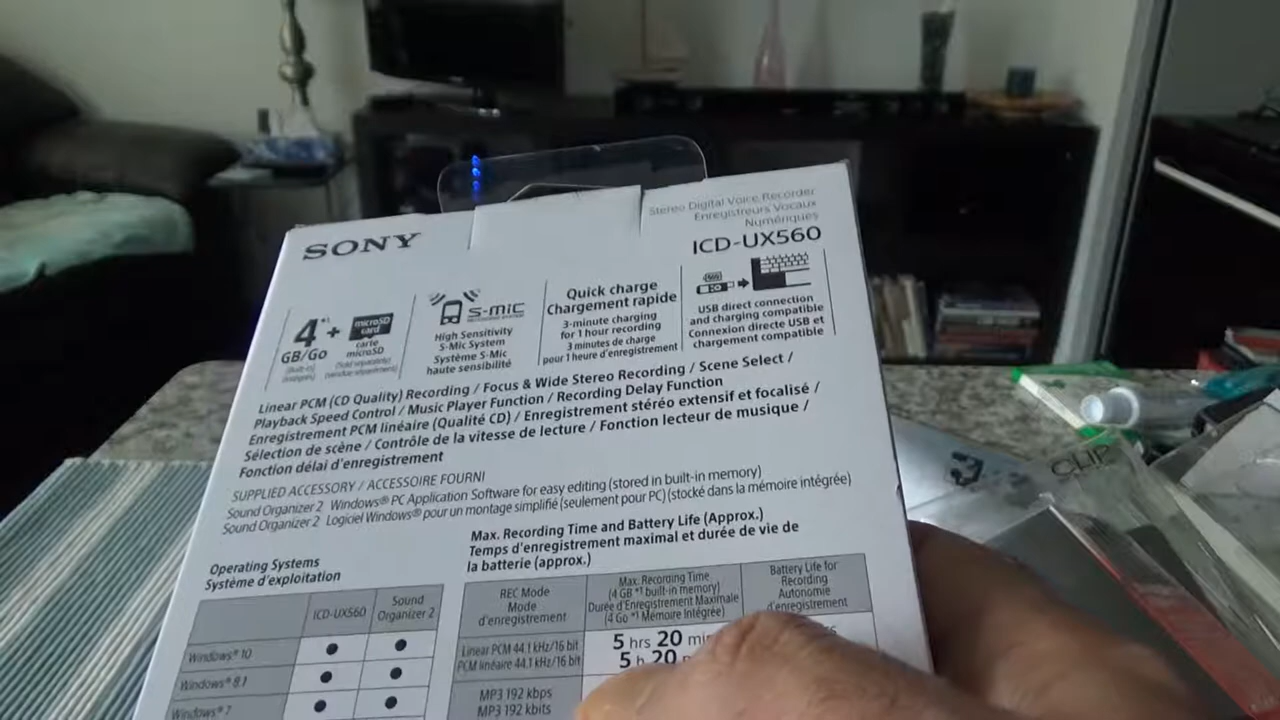 SONY
Stereo Digital Voice Recorder
Enregistreurs Vocaux
Numériques
ICD-UX560
4*1 +
GB/Go
(Built-in)
(intégrés)
microSD
card
carte
microSD
(Sold separately)
(vendue séparément)
S-MIC
High Sensitivity
S-Mic System
Système S-Mic
haute sensibilité
Quick charge
Chargement rapide
3-minute charging
for 1 hour recording
3 minutes de charge
pour 1 heure d'enregistrement
USB direct connection
and charging compatible
Connexion directe USB et
chargement compatible
Linear PCM (CD Quality) Recording / Focus & Wide Stereo Recording / Scene Select /
Playback Speed Control / Music Player Function / Recording Delay Function
Enregistrement PCM linéaire (Qualité CD) / Enregistrement stéréo extensif et focalisé /
Sélection de scène / Contrôle de la vitesse de lecture / Fonction lecteur de musique /
Fonction délai d'enregistrement
SUPPLIED ACCESSORY / ACCESSOIRE FOURNI
Sound Organizer 2 Windows® PC Application Software for easy editing (stored in built-in memory)
Sound Organizer 2 Logiciel Windows® pour un montage simplifié (seulement pour PC) (stocké dans la mémoire intégrée)
Operating Systems
Système d'exploitation
ICD-UX560
Sound
Organizer 2
Windows® 10
Windows® 8.1
Windows® 7
Max. Recording Time and Battery Life (Approx.)
Temps d'enregistrement maximal et durée de vie de
la batterie (approx.)
REC Mode
Mode
d'enregistrement
Max. Recording Time
(4 GB *1 built-in memory)
Durée d'Enregistrement Maximale
(4 Go *1 Mémoire Intégrée)
Battery Life for
Recording
Autonomie
d'enregistrement
Linear PCM 44.1 kHz/16 bit
PCM linéaire 44.1 kHz/16 bit
5 hrs 20
5 h 20
MP3 192 kbps
MP3 192 kbits
CLIP